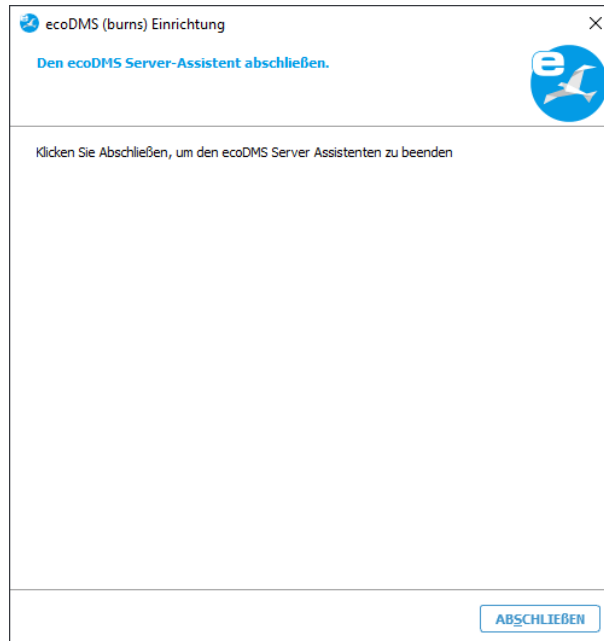 ecoDMS (burns) Einrichtung
Den ecoDMS Server-Assistent abschließen.
e
Klicken Sie Abschließen, um den ecoDMS Server Assistenten zu beenden
ABSCHLIEßEN